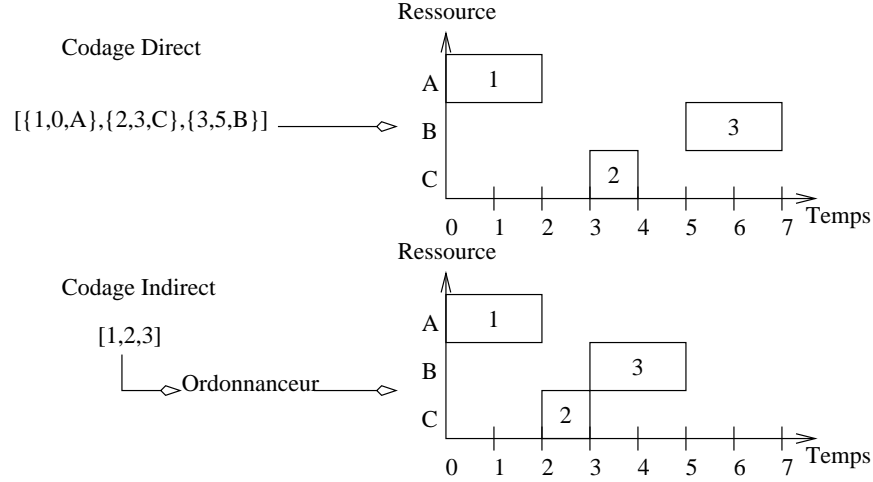 Ressource
Codage Direct
A
1
[{1,0,A},{2,3,C},{3,5,B}]
B
3
C
2
Temps
0 1 2 3 4 5 6 7
Ressource
Codage Indirect
A
1
[1,2,3]
B
3
Ordonnanceur
C
2
Temps
0 1 2 3 4 5 6 7